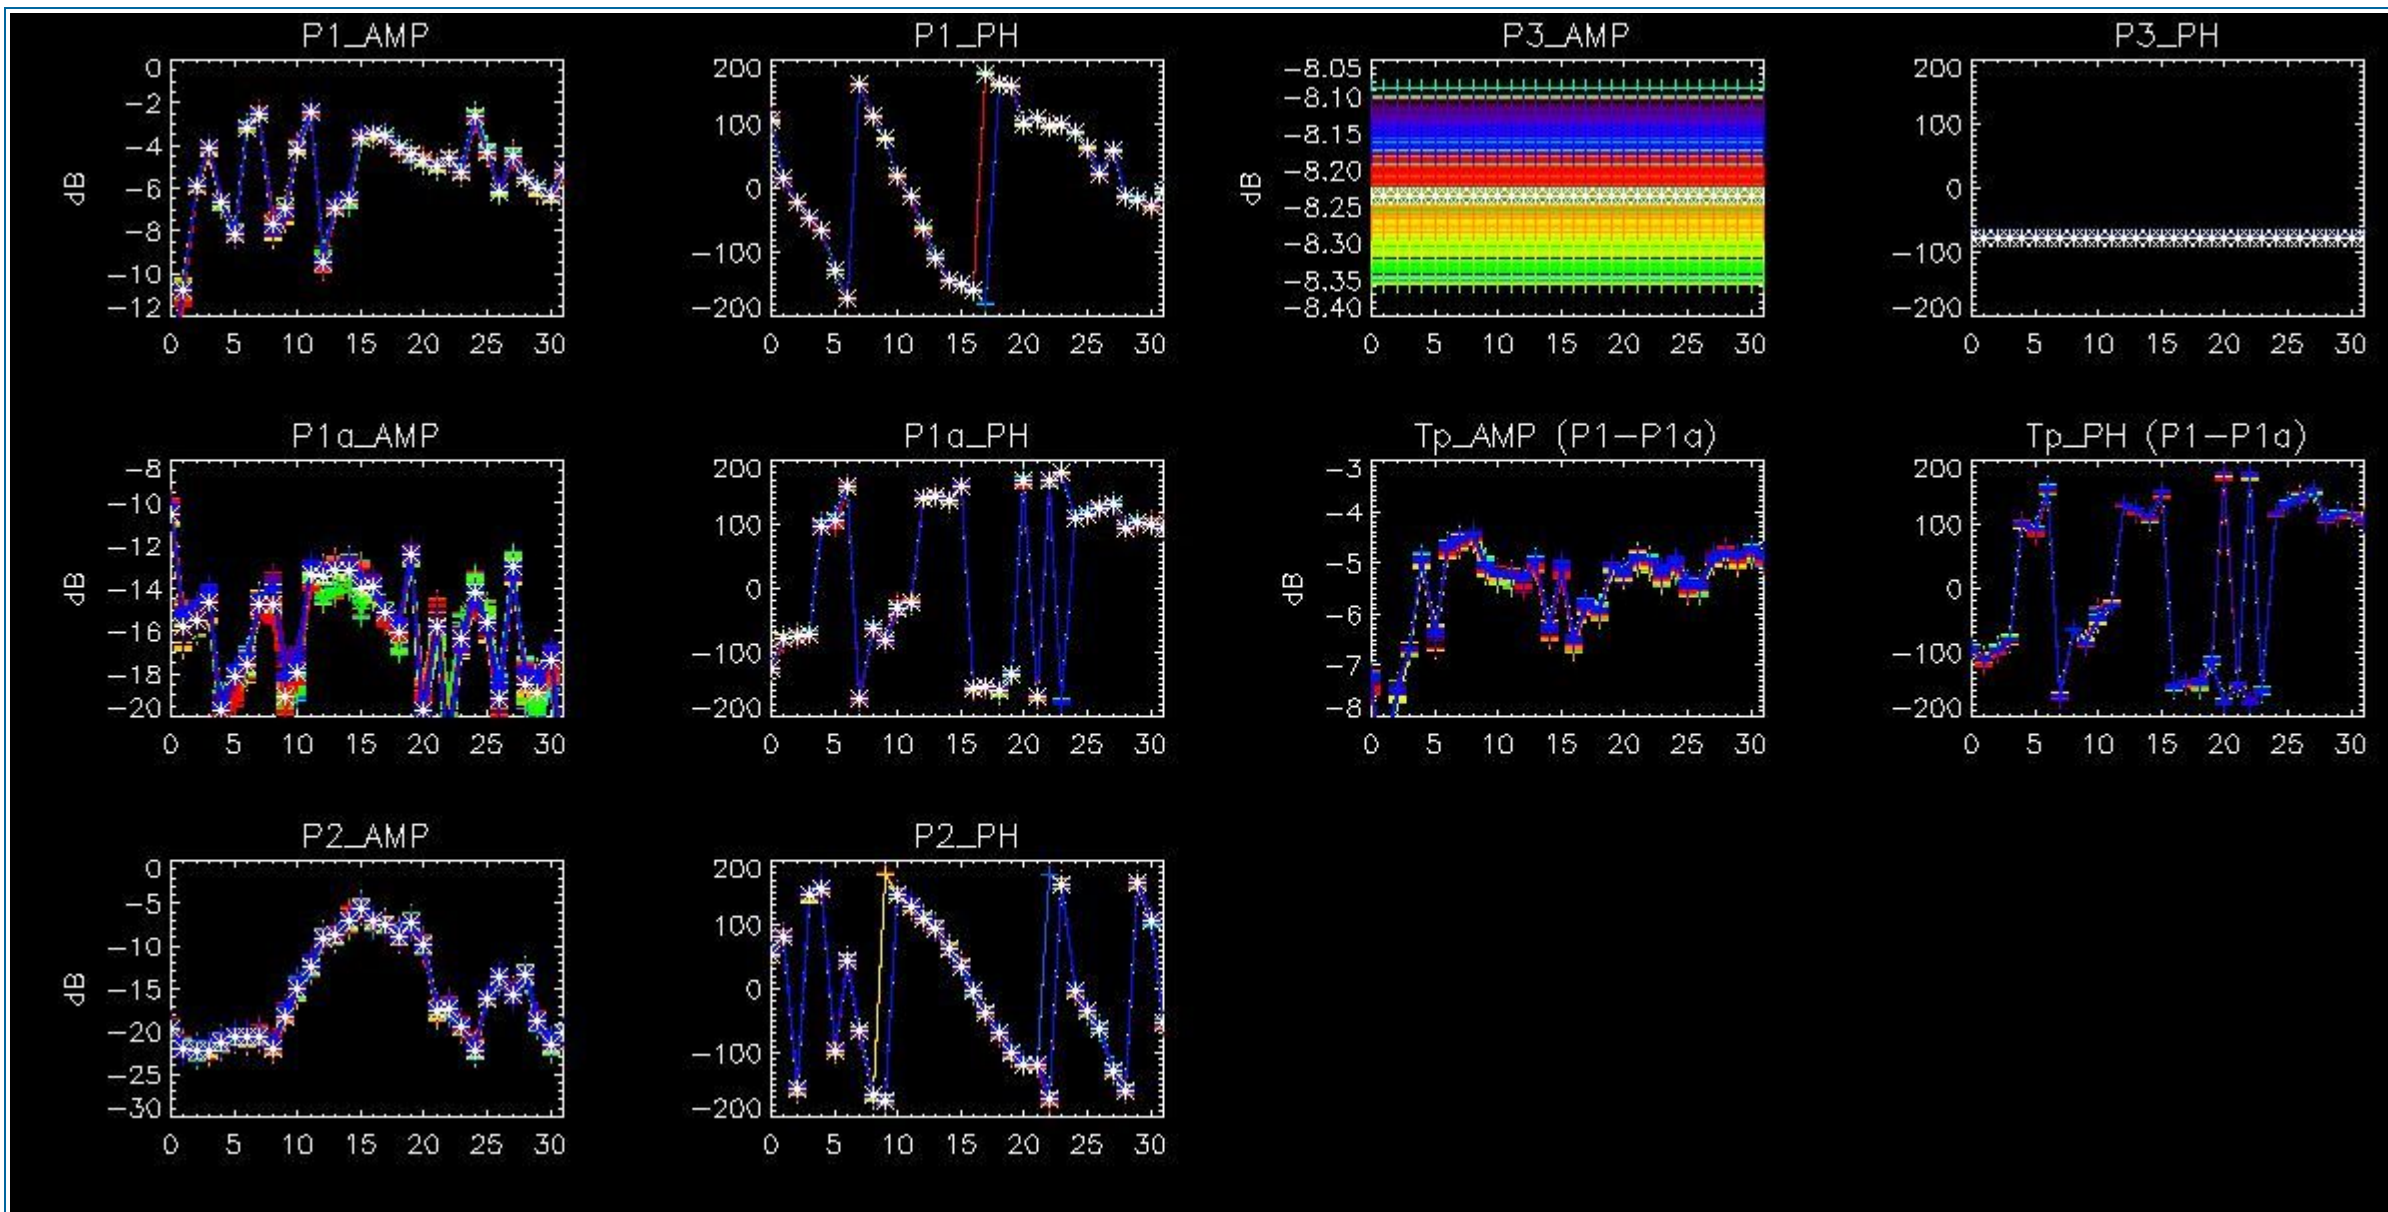 P1_AMP
0
−2
−4
−6
−8
−10
−12
dB
0 5 10 15 20 25 30
P1_PH
200
100
0
−100
−200
0 5 10 15 20 25 30
P3_AMP
−8.05
−8.10
−8.15
−8.20
−8.25
−8.30
−8.35
−8.40
dB
0 5 10 15 20 25 30
P3_PH
200
100
0
−100
−200
0 5 10 15 20 25 30
P1a_AMP
−8
−10
−12
−14
−16
−18
−20
dB
0 5 10 15 20 25 30
P1a_PH
200
100
0
−100
−200
0 5 10 15 20 25 30
Tp_AMP (P1−P1a)
−3
−4
−5
−6
−7
−8
dB
0 5 10 15 20 25 30
Tp_PH (P1−P1a)
200
100
0
−100
−200
0 5 10 15 20 25 30
P2_AMP
0
−5
−10
−15
−20
−25
−30
dB
0 5 10 15 20 25 30
P2_PH
200
100
0
−100
−200
0 5 10 15 20 25 30